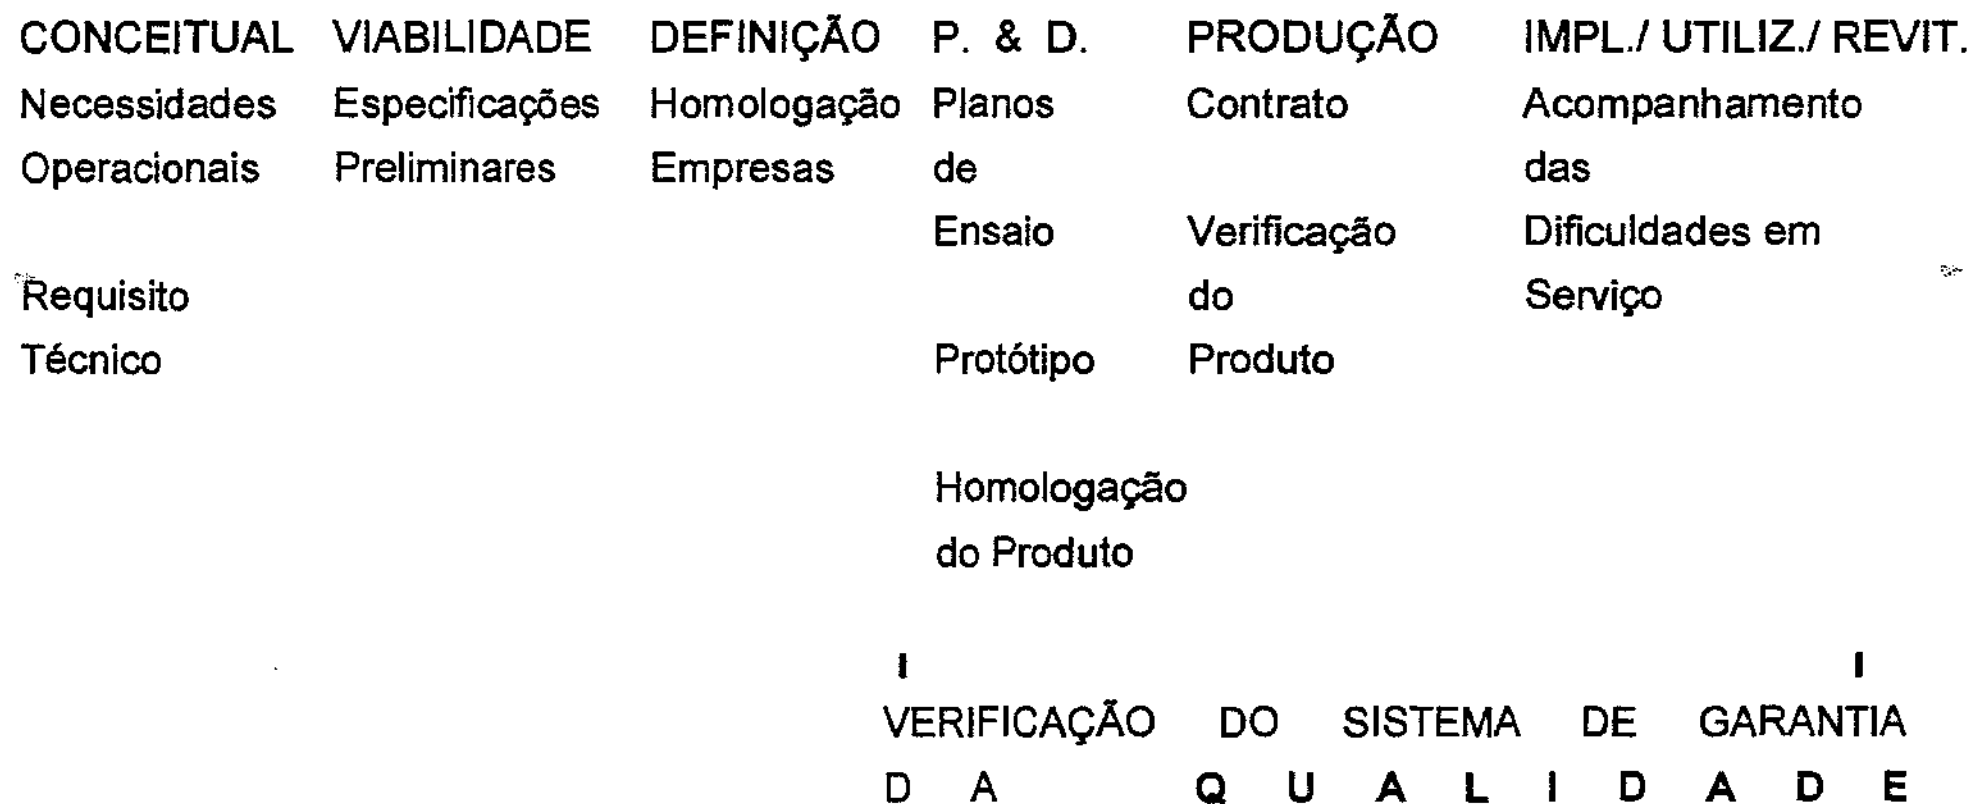 CONCEITUAL VIABILIDADE DEFINIÇÃO P. & D. PRODUÇÃO IMPL./ UTILIZ./ REVIT.
Necessidades Especificações Homologação Planos Contrato Acompanhamento
Operacionais Preliminares Empresas de das
Ensaio Verificação Dificuldades em
Requisito do Serviço
Técnico Protótipo Produto
Homologação
do Produto
I I
VERIFICAÇÃO DO SISTEMA DE GARANTIA
D A Q U A L I D A D E